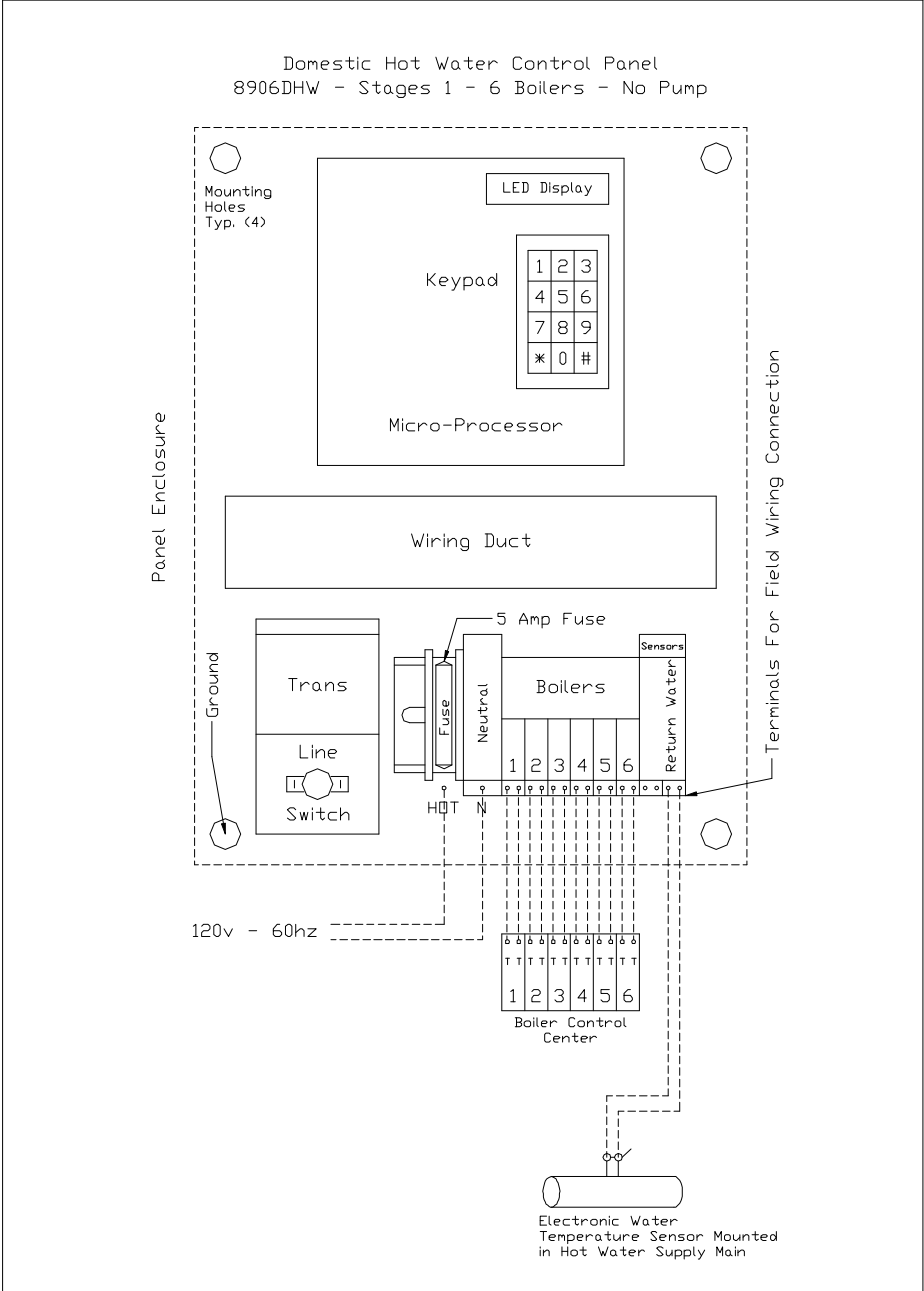 Domestic Hot Water Control Panel
8906DHW - Stages 1 - 6 Boilers - No Pump
Mounting
Holes
Typ. (4)
LED Display
Keypad
1 2 3
4 5 6
7 8 9
* 0 #
Micro-Processor
Panel Enclosure
Terminals For Field Wiring Connection
Wiring Duct
5 Amp Fuse
Ground
Trans
Line
Switch
Fuse
Neutral
Boilers
1 2 3 4 5 6
Sensors
Return Water
HOT N
120v - 60hz
T T T T T T T T T T T T
1 2 3 4 5 6
Boiler Control
Center
Electronic Water
Temperature Sensor Mounted
in Hot Water Supply Main